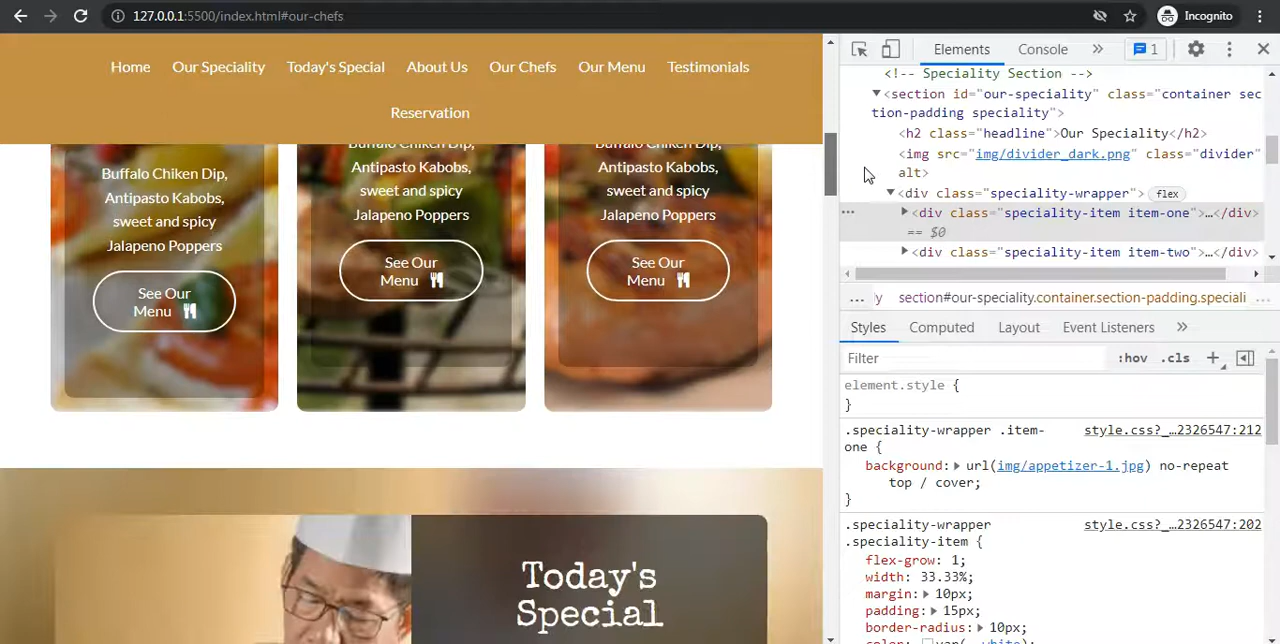 127.0.0.1:5500/index.html#our-chefs
Incognito
Home Our Speciality Today's Special About Us Our Chefs Our Menu Testimonials
Reservation
Buffalo Chiken Dip,
Antipasto Kabobs,
sweet and spicy
Jalapeno Poppers
See Our
Menu
Buffalo Chiken Dip,
Antipasto Kabobs,
sweet and spicy
Jalapeno Poppers
See Our
Menu
Buffalo Chiken Dip,
Antipasto Kabobs,
sweet and spicy
Jalapeno Poppers
See Our
Menu
Today's
Special
Elements Console » 1
<!-- Speciality Section -->
<section id="our-speciality" class="container sec
tion-padding speciality">
<h2 class="headline">Our Speciality</h2>
<img src="img/divider_dark.png" class="divider"
alt>
<div class="speciality-wrapper"> flex
<div class="speciality-item item-one">…</div>
== $0
<div class="speciality-item item-two">…</div>
... y section#our-speciality.container.section-padding.speciali ...
Styles Computed Layout Event Listeners »
Filter :hov .cls +
element.style {
}
.speciality-wrapper .item- style.css?_…2326547:212
one {
background: url(img/appetizer-1.jpg) no-repeat
top / cover;
}
.speciality-wrapper style.css?_…2326547:202
.speciality-item {
flex-grow: 1;
width: 33.33%;
margin: 10px;
padding: 15px;
border-radius: 10px;
color: var(--white);